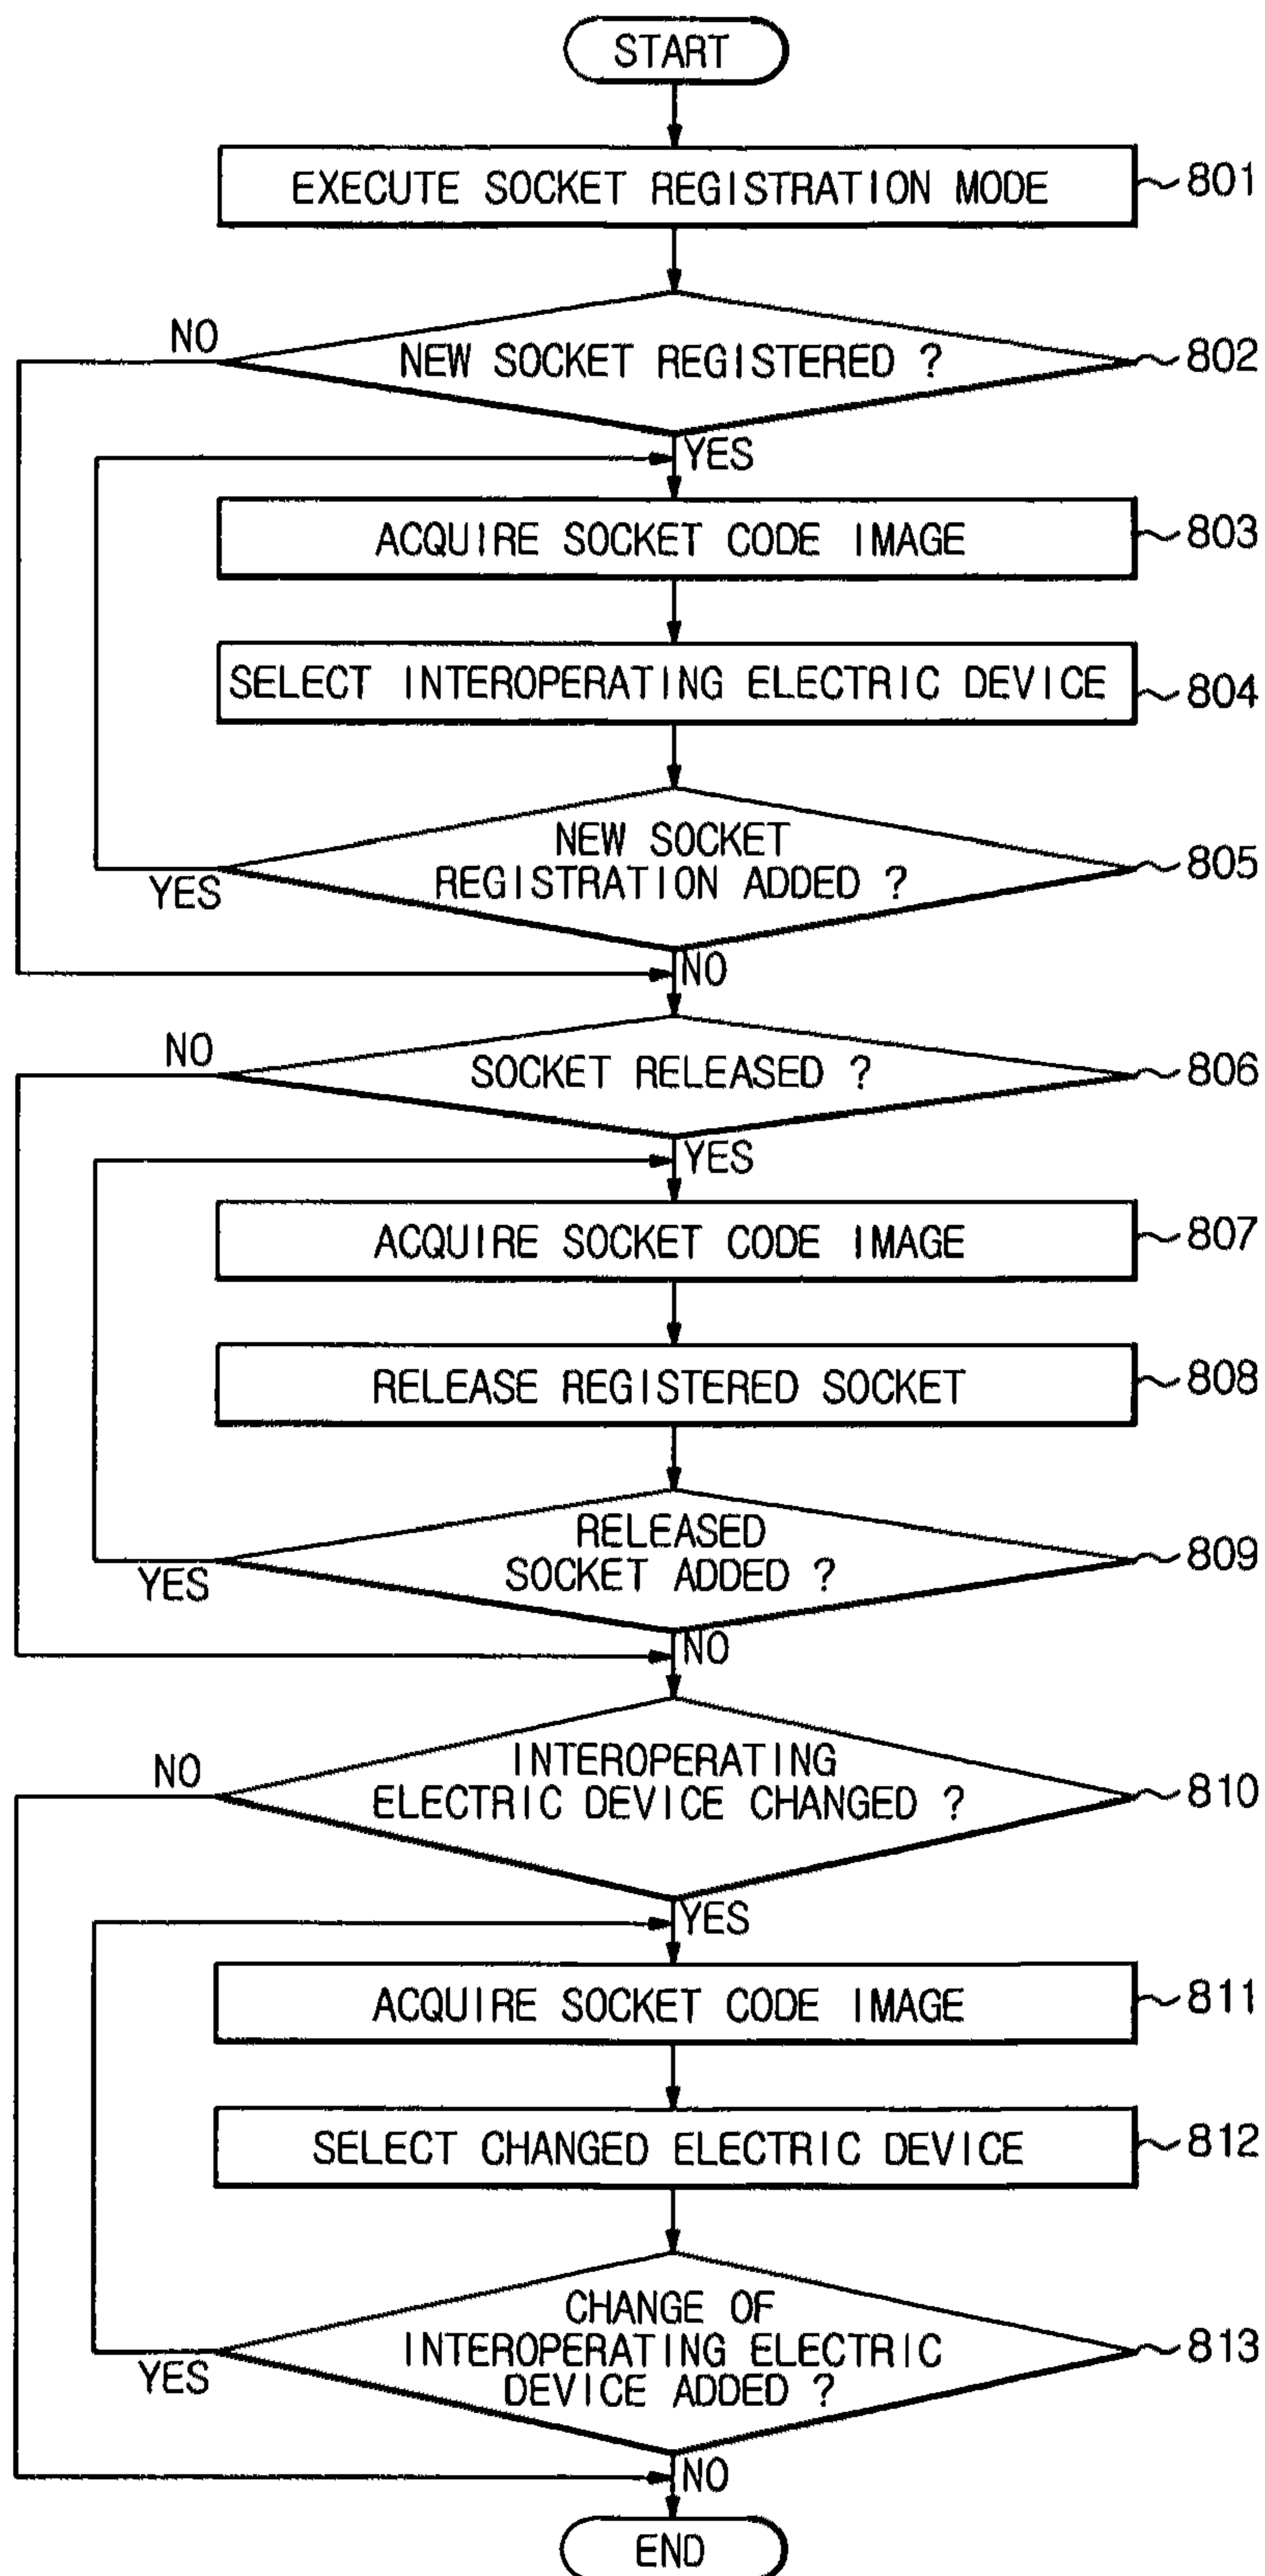 START
EXECUTE SOCKET REGISTRATION MODE
801
NO
NEW SOCKET REGISTERED ?
802
YES
ACQUIRE SOCKET CODE IMAGE
803
SELECT INTEROPERATING ELECTRIC DEVICE
804
NEW SOCKET
REGISTRATION ADDED ?
805
YES
NO
NO
SOCKET RELEASED ?
806
YES
ACQUIRE SOCKET CODE IMAGE
807
RELEASE REGISTERED SOCKET
808
RELEASED
SOCKET ADDED ?
809
YES
NO
NO
INTEROPERATING
ELECTRIC DEVICE CHANGED ?
810
YES
ACQUIRE SOCKET CODE IMAGE
811
SELECT CHANGED ELECTRIC DEVICE
812
CHANGE OF
INTEROPERATING ELECTRIC
DEVICE ADDED ?
813
YES
NO
END